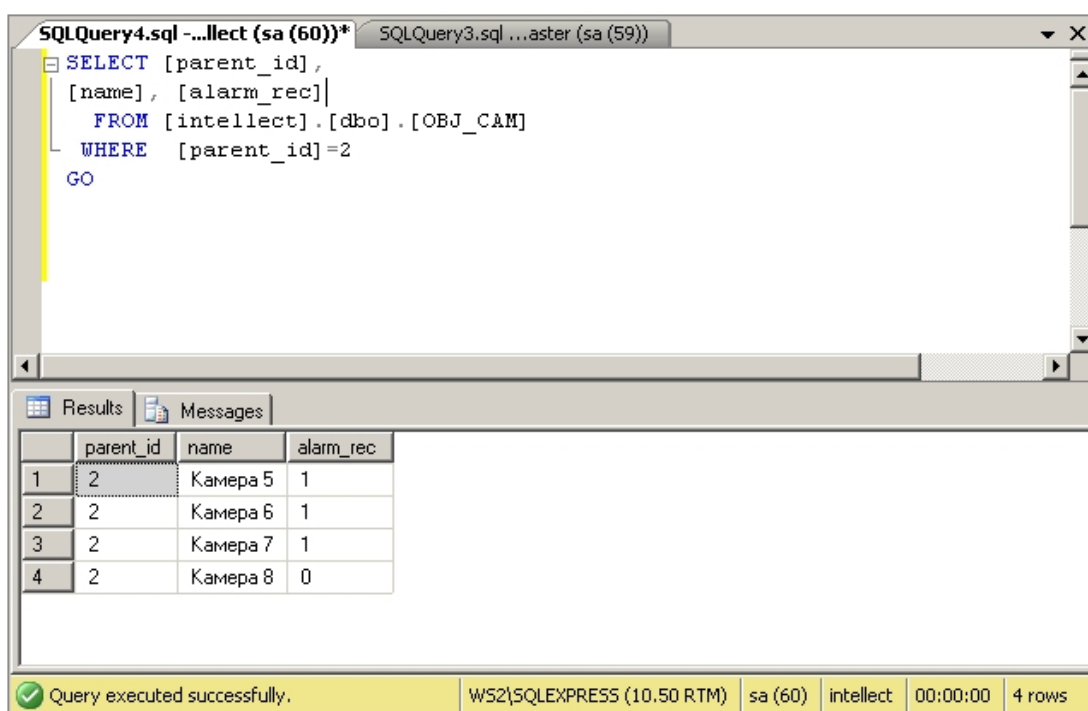 SQLQuery4.sql -...llect (sa (60))* SQLQuery3.sql ...aster (sa (59))
SELECT [parent_id],
[name], [alarm_rec]
FROM [intellect].[dbo].[OBJ_CAM]
WHERE [parent_id]=2
GO
Results Messages
parent_id name alarm_rec
1 2 Камера 5 1
2 2 Камера 6 1
3 2 Камера 7 1
4 2 Камера 8 0
Query executed successfully. WS2\SQLEXPRESS (10.50 RTM) sa (60) intellect 00:00:00 4 rows